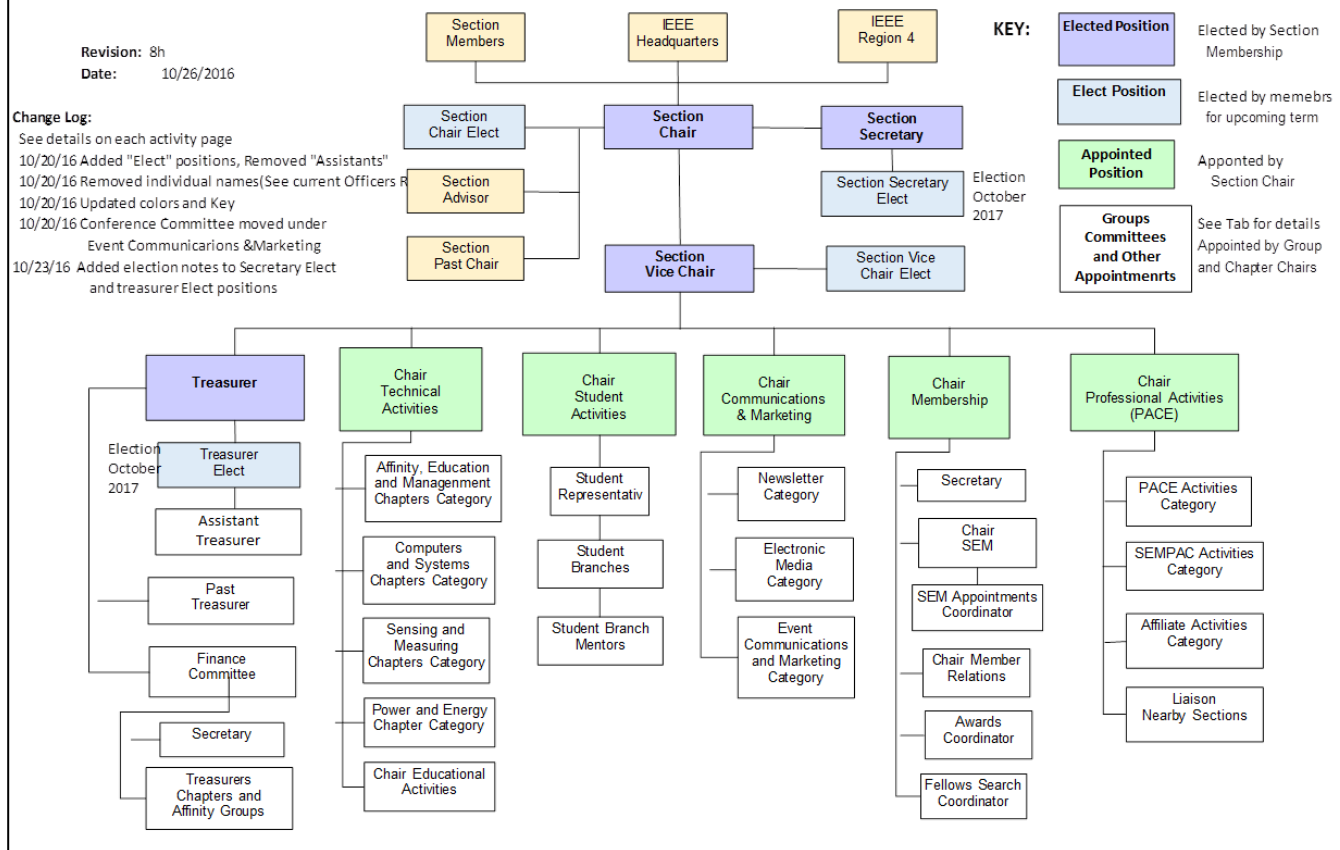 Section
Members
IEEE
Headquarters
IEEE
Region 4
KEY:
Elected Position
Elected by Section
Membership
Revision: 8h
Date: 10/26/2016
Elect Position
Elected by memebrs
for upcoming term
Appointed
Position
Apponted by
Section Chair
Groups
Committees
and Other
Appointmenrts
See Tab for details
Appointed by Group
and Chapter Chairs
Change Log:
See details on each activity page
10/20/16 Added "Elect" positions, Removed "Assistants"
10/20/16 Removed individual names(See current Officers R
10/20/16 Updated colors and Key
10/20/16 Conference Committee moved under
Event Communicarions &Marketing
10/23/16 Added election notes to Secretary Elect
and treasurer Elect positions
Section
Chair Elect
Section
Chair
Section
Secretary
Section
Advisor
Section Secretary
Elect
Election
October
2017
Section
Past Chair
Section
Vice Chair
Section Vice
Chair Elect
Treasurer
Election
October
2017
Treasurer
Elect
Assistant
Treasurer
Past
Treasurer
Finance
Committee
Secretary
Treasurers
Chapters and
Affinity Groups
Chair
Technical
Activities
Affinity, Education
and Managenment
Chapters Category
Computers
and Systems
Chapters Category
Sensing and
Measuring
Chapters Category
Power and Energy
Chapter Category
Chair Educational
Activities
Chair
Student
Activities
Student
Representativ
Student
Branches
Student Branch
Mentors
Chair
Communications
& Marketing
Newsletter
Category
Electronic
Media
Category
Event
Communications
and Marketing
Category
Chair
Membership
Secretary
Chair
SEM
SEM Appointments
Coordinator
Chair Member
Relations
Awards
Coordinator
Fellows Search
Coordinator
Chair
Professional Activities
(PACE)
PACE Activities
Category
SEMPAC Activities
Category
Affiliate Activities
Category
Liaison
Nearby Sections